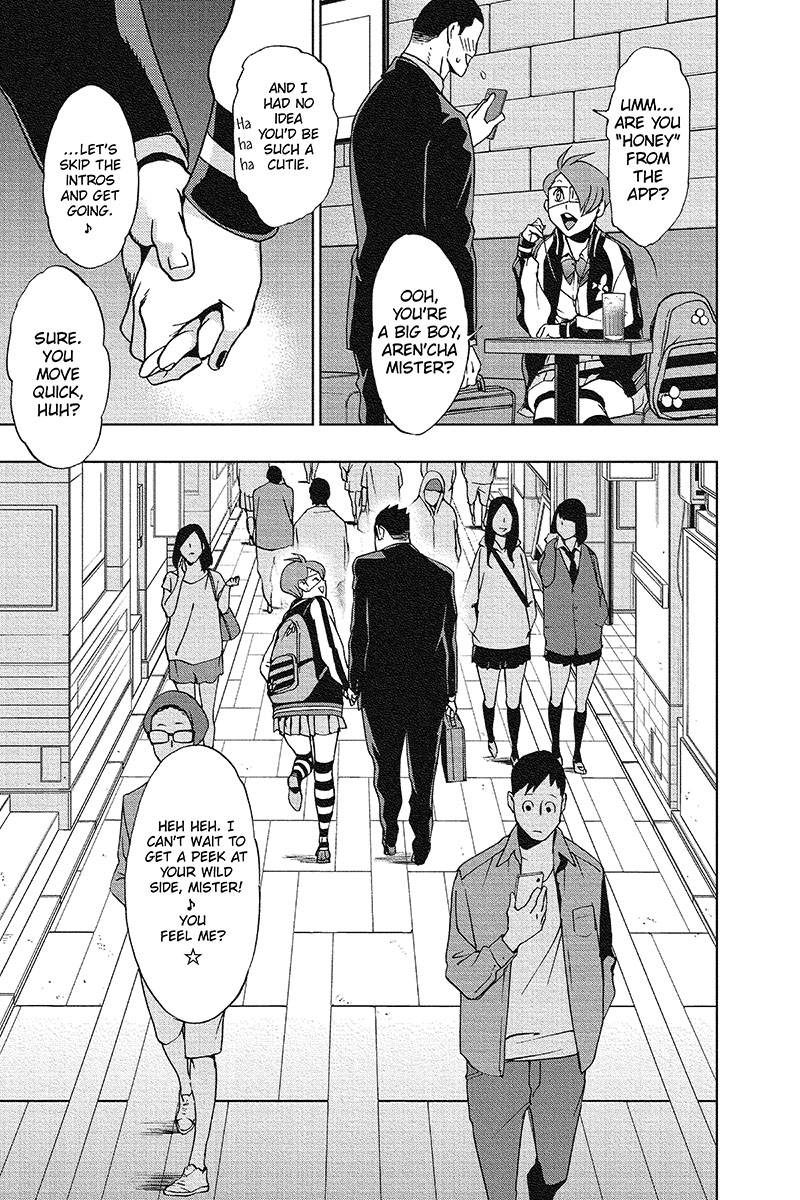 UMM...
ARE YOU
"HONEY"
FROM
THE
APP?
OOH,
YOU'RE
A BIG BOY,
AREN'CHA
MISTER?
AND I
HAD NO
IDEA
YOU'D BE
SUCH A
CUTIE.
Ha
ha
ha
...LET'S
SKIP THE
INTROS
AND GET
GOING.
♪
SURE.
YOU
MOVE
QUICK,
HUH?
HEH HEH. I
CAN'T WAIT TO
GET A PEEK AT
YOUR WILD
SIDE, MISTER!
♪
YOU
FEEL ME?
☆